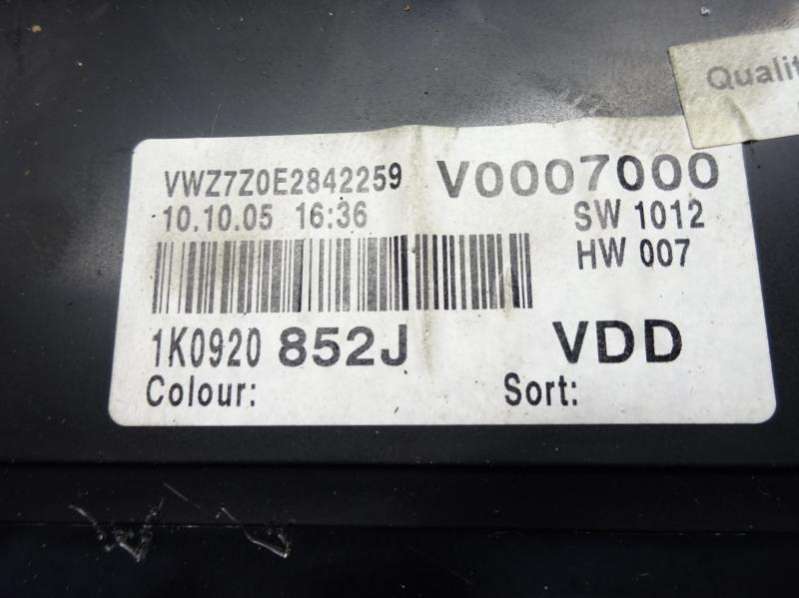 Qualit
VWZ7Z0E2842259 V0007000
10.10.05 16:36 SW 1012
HW 007
1K0920 852J VDD
Colour: Sort: